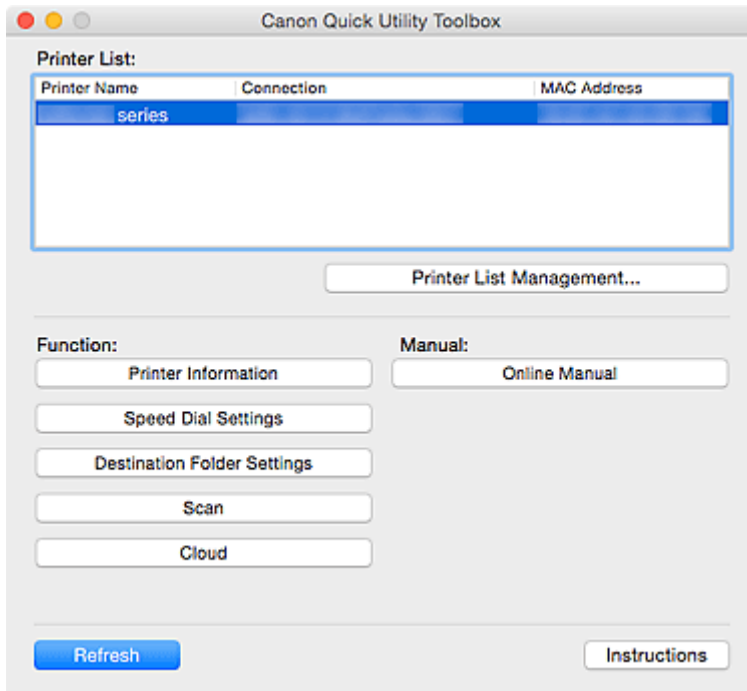 Canon Quick Utility Toolbox
Printer List:
Printer Name Connection MAC Address
series
Printer List Management...
Function: Manual:
Printer Information Online Manual
Speed Dial Settings
Destination Folder Settings
Scan
Cloud
Refresh Instructions